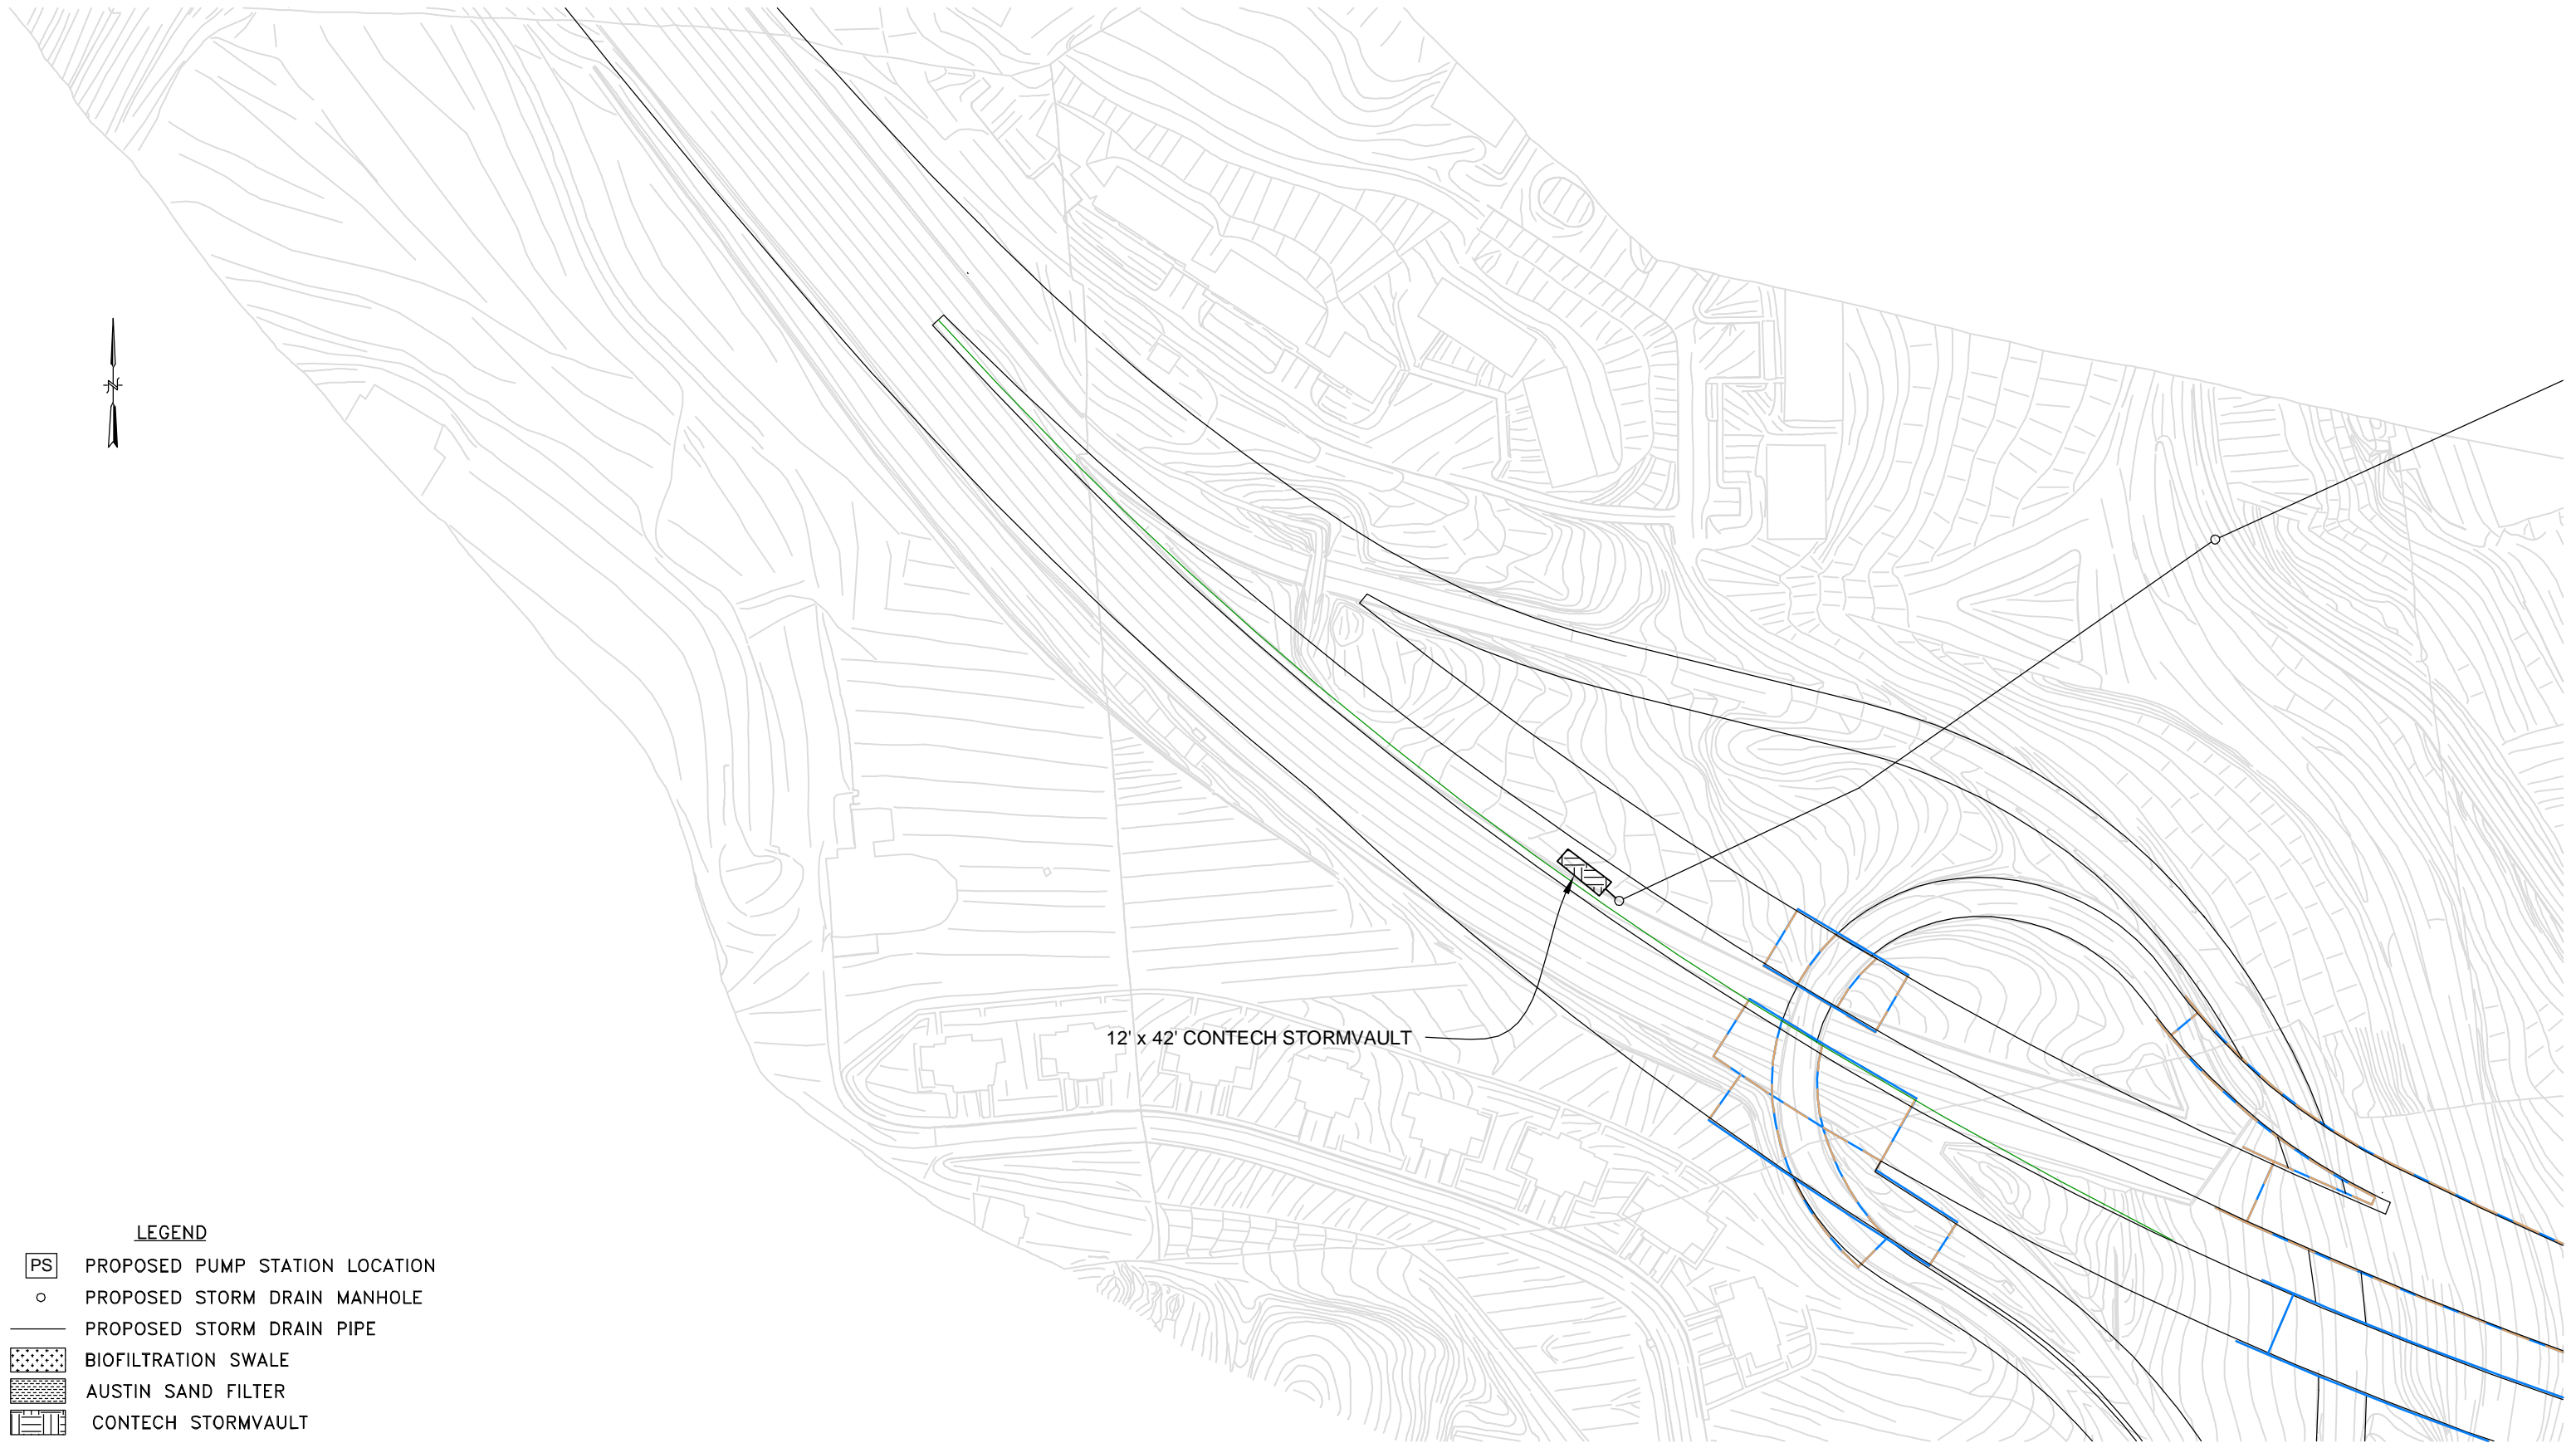 N
12' x 42' CONTECH STORMVAULT
LEGEND
PS PROPOSED PUMP STATION LOCATION
PROPOSED STORM DRAIN MANHOLE
PROPOSED STORM DRAIN PIPE
BIOFILTRATION SWALE
AUSTIN SAND FILTER
CONTECH STORMVAULT